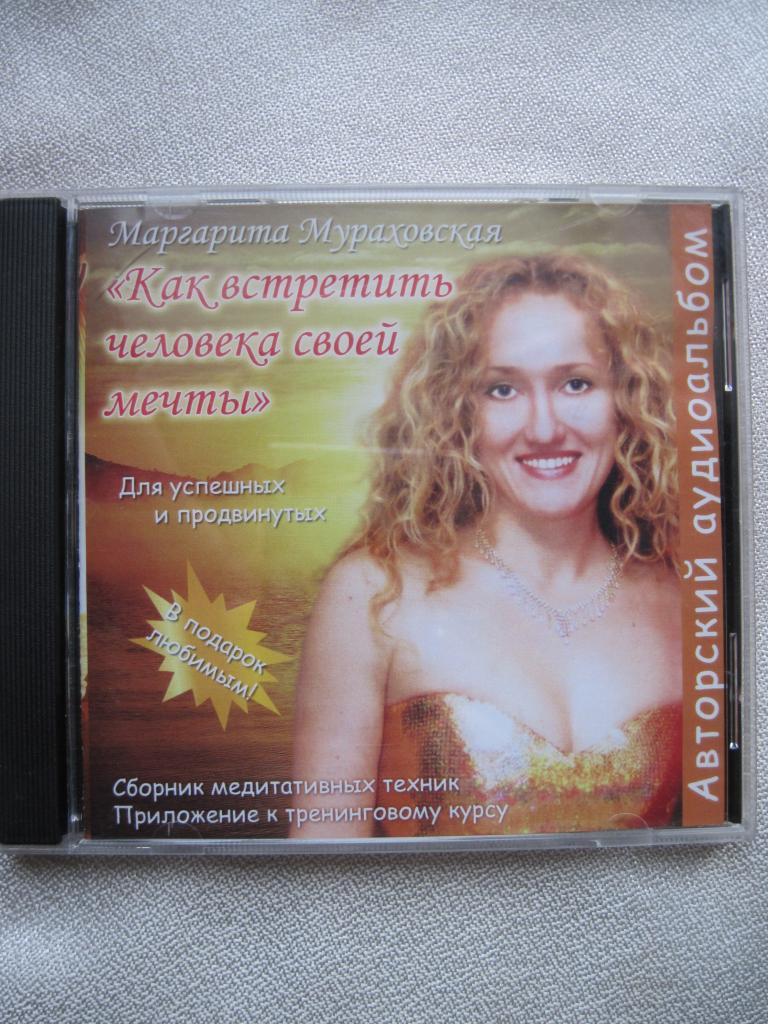 Маргарита Мураховская
«Как встретить
человека своей
мечты»
Для успешных
и продвинутых
В подарок
любимым!
Сборник медитативных техник
Приложение к тренинговому курсу
Авторский аудиоальбом